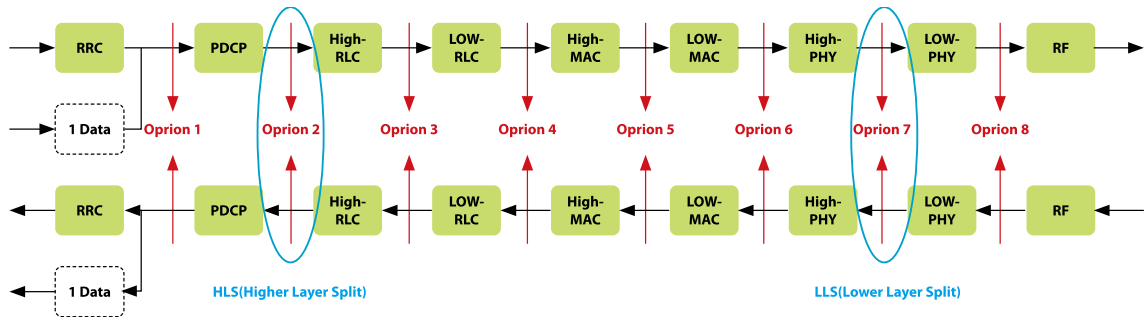 RRC
PDCP
High-
RLC
LOW-
RLC
High-
MAC
LOW-
MAC
High-
PHY
LOW-
PHY
RF
1 Data
Oprion 1
Oprion 2
Oprion 3
Oprion 4
Oprion 5
Oprion 6
Oprion 7
Oprion 8
RRC
PDCP
High-
RLC
LOW-
RLC
High-
MAC
LOW-
MAC
High-
PHY
LOW-
PHY
RF
1 Data
HLS(Higher Layer Split)
LLS(Lower Layer Split)